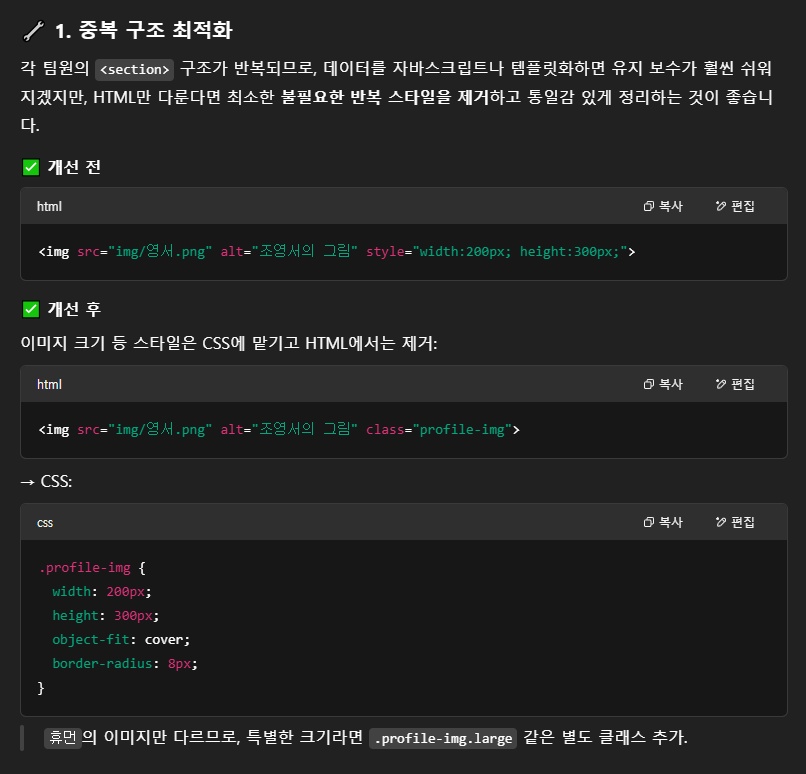 🔧 1. 중복 구조 최적화
각 팀원의 <section> 구조가 반복되므로, 데이터를 자바스크립트나 템플릿화하면 유지 보수가 훨씬 쉬워
지겠지만, HTML만 다룬다면 최소한 불필요한 반복 스타일을 제거하고 통일감 있게 정리하는 것이 좋습니
다.
✅ 개선 전
html 복사 편집
<img src="img/영서.png" alt="조영서의 그림" style="width:200px; height:300px;">
✅ 개선 후
이미지 크기 등 스타일은 CSS에 맡기고 HTML에서는 제거:
html 복사 편집
<img src="img/영서.png" alt="조영서의 그림" class="profile-img">
→ CSS:
css 복사 편집
.profile-img {
  width: 200px;
  height: 300px;
  object-fit: cover;
  border-radius: 8px;
}
휴먼의 이미지만 다르므로, 특별한 크기라면 .profile-img.large 같은 별도 클래스 추가.